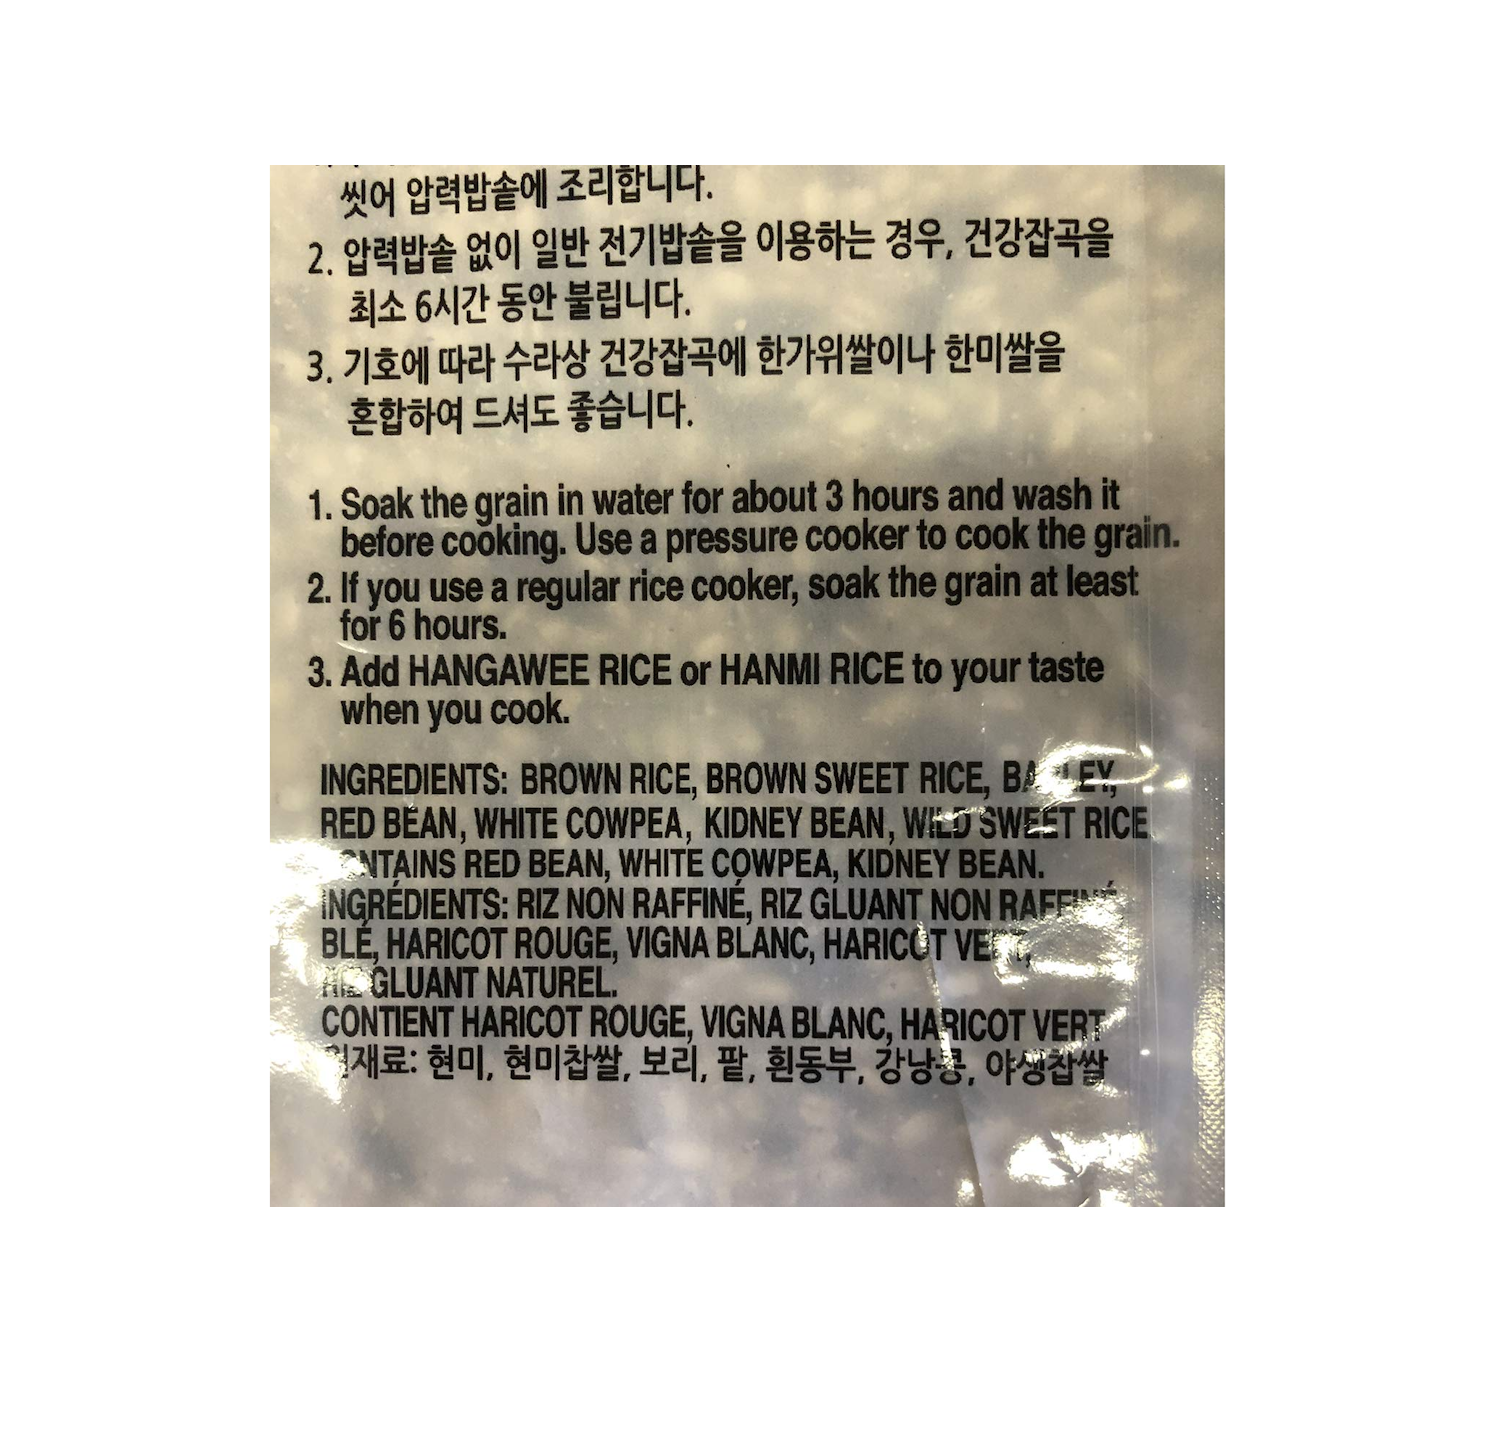 씻어 압력밥솥에 조리합니다.
2. 압력밥솥 없이 일반 전기밥솥을 이용하는 경우, 건강잡곡을
최소 6시간 동안 불립니다.
3. 기호에 따라 수라상 건강잡곡에 한가위쌀이나 한미쌀을
혼합하여 드셔도 좋습니다.
1. Soak the grain in water for about 3 hours and wash it
before cooking. Use a pressure cooker to cook the grain.
2. If you use a regular rice cooker, soak the grain at least
for 6 hours.
3. Add HANGAWEE RICE or HANMI RICE to your taste
when you cook.
INGREDIENTS: BROWN RICE, BROWN SWEET RICE, BARLEY,
RED BEAN, WHITE COWPEA, KIDNEY BEAN, WILD SWEET RICE
CONTAINS RED BEAN, WHITE COWPEA, KIDNEY BEAN.
INGRÉDIENTS: RIZ NON RAFFINÉ, RIZ GLUANT NON RAFFINÉ
BLÉ, HARICOT ROUGE, VIGNA BLANC, HARICOT VERT,
RIZ GLUANT NATUREL.
CONTIENT HARICOT ROUGE, VIGNA BLANC, HARICOT VERT
원재료: 현미, 현미찹쌀, 보리, 팥, 흰동부, 강낭콩, 야생찹쌀